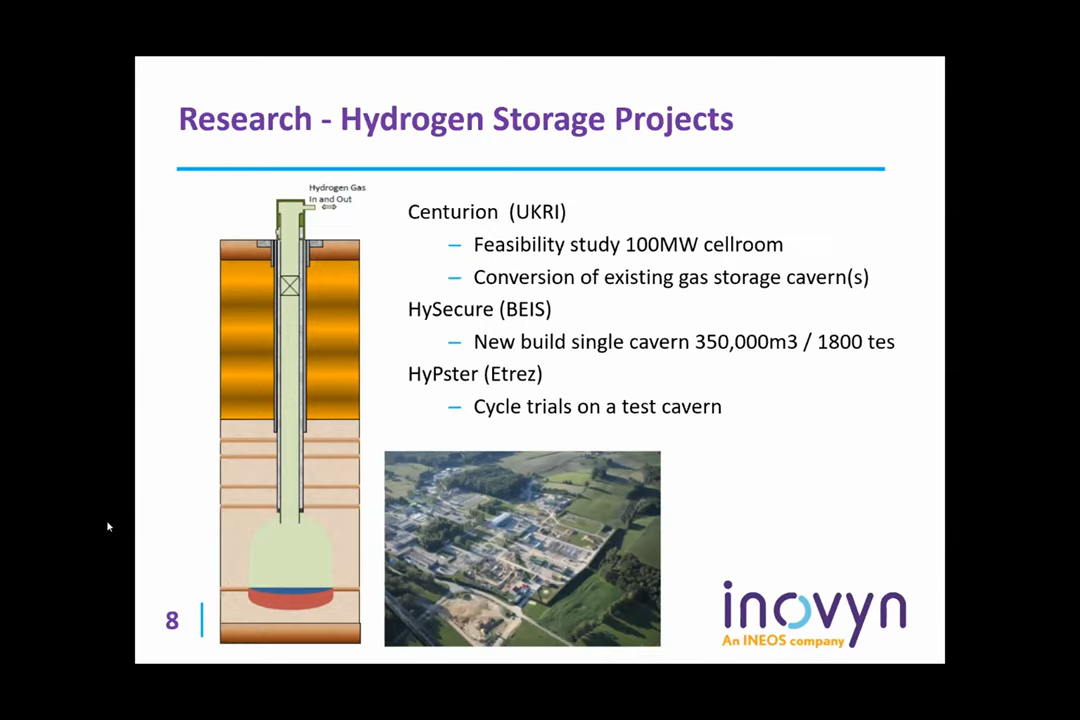 Research - Hydrogen Storage Projects
Hydrogen Gas
In and Out
Centurion (UKRI)
– Feasibility study 100MW cellroom
– Conversion of existing gas storage cavern(s)
HySecure (BEIS)
– New build single cavern 350,000m3 / 1800 tes
HyPster (Etrez)
– Cycle trials on a test cavern
8
inovyn
An INEOS company